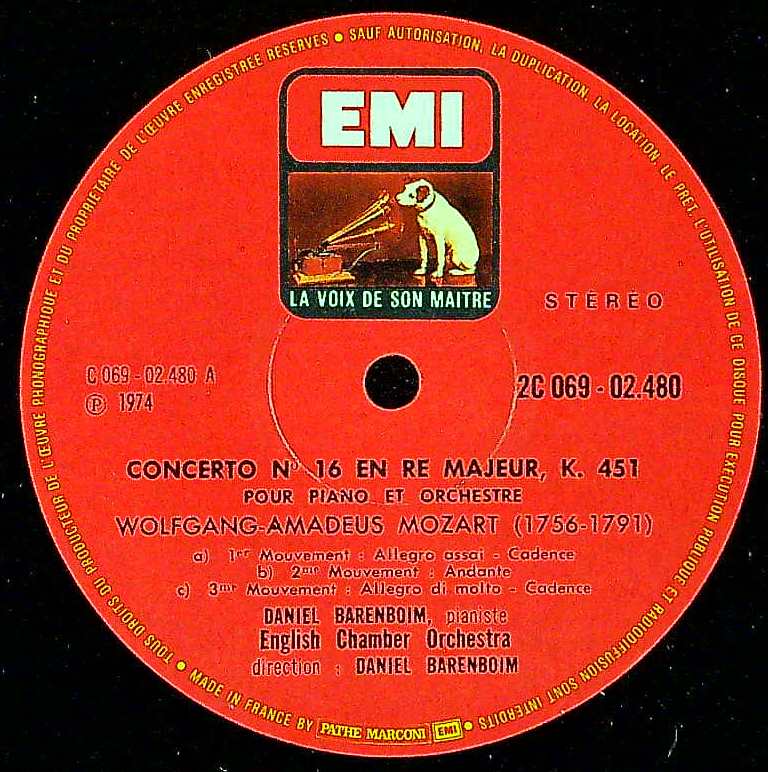 EMI
LA VOIX DE SON MAITRE
STÉRÉO
C 069 - 02.480 A
℗ 1974
2C 069 - 02.480
CONCERTO N° 16 EN RE MAJEUR, K. 451
POUR PIANO ET ORCHESTRE
WOLFGANG-AMADEUS MOZART (1756-1791)
a) 1er Mouvement : Allegro assai - Cadence
b) 2me Mouvement : Andante
c) 3me Mouvement : Allegro di molto - Cadence
DANIEL BARENBOIM, pianiste
English Chamber Orchestra
direction : DANIEL BARENBOIM
• TOUS DROITS DU PRODUCTEUR DE L'ŒUVRE PHONOGRAPHIQUE ET DU PROPRIETAIRE DE L'ŒUVRE ENREGISTREE RESERVES • SAUF AUTORISATION, LA DUPLICATION, LA LOCATION, LE PRET, L'UTILISATION DE CE DISQUE POUR EXECUTION PUBLIQUE ET RADIODIFFUSION SONT INTERDITS •
MADE IN FRANCE BY PATHE MARCONI EMI